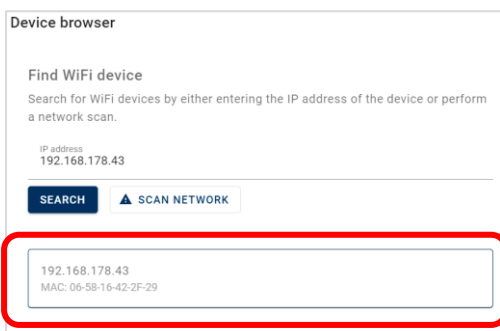 Device browser
Find WiFi device
Search for WiFi devices by either entering the IP address of the device or perform
a network scan.
IP address
192.168.178.43
SEARCH
SCAN NETWORK
192.168.178.43
MAC: 06-58-16-42-2F-29